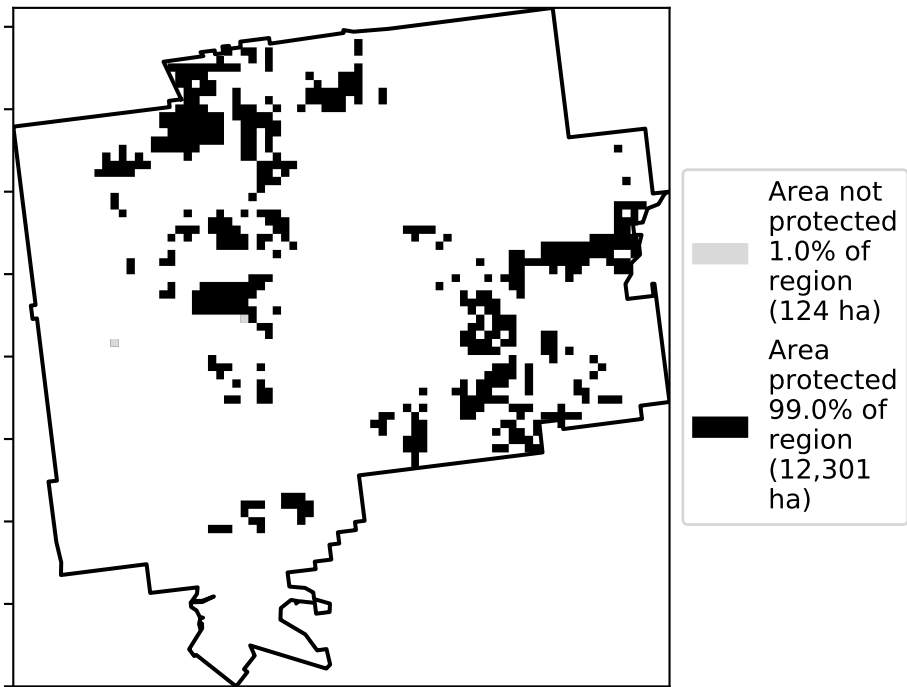 Area not
protected
1.0% of
region
(124 ha)
Area
protected
99.0% of
region
(12,301
ha)